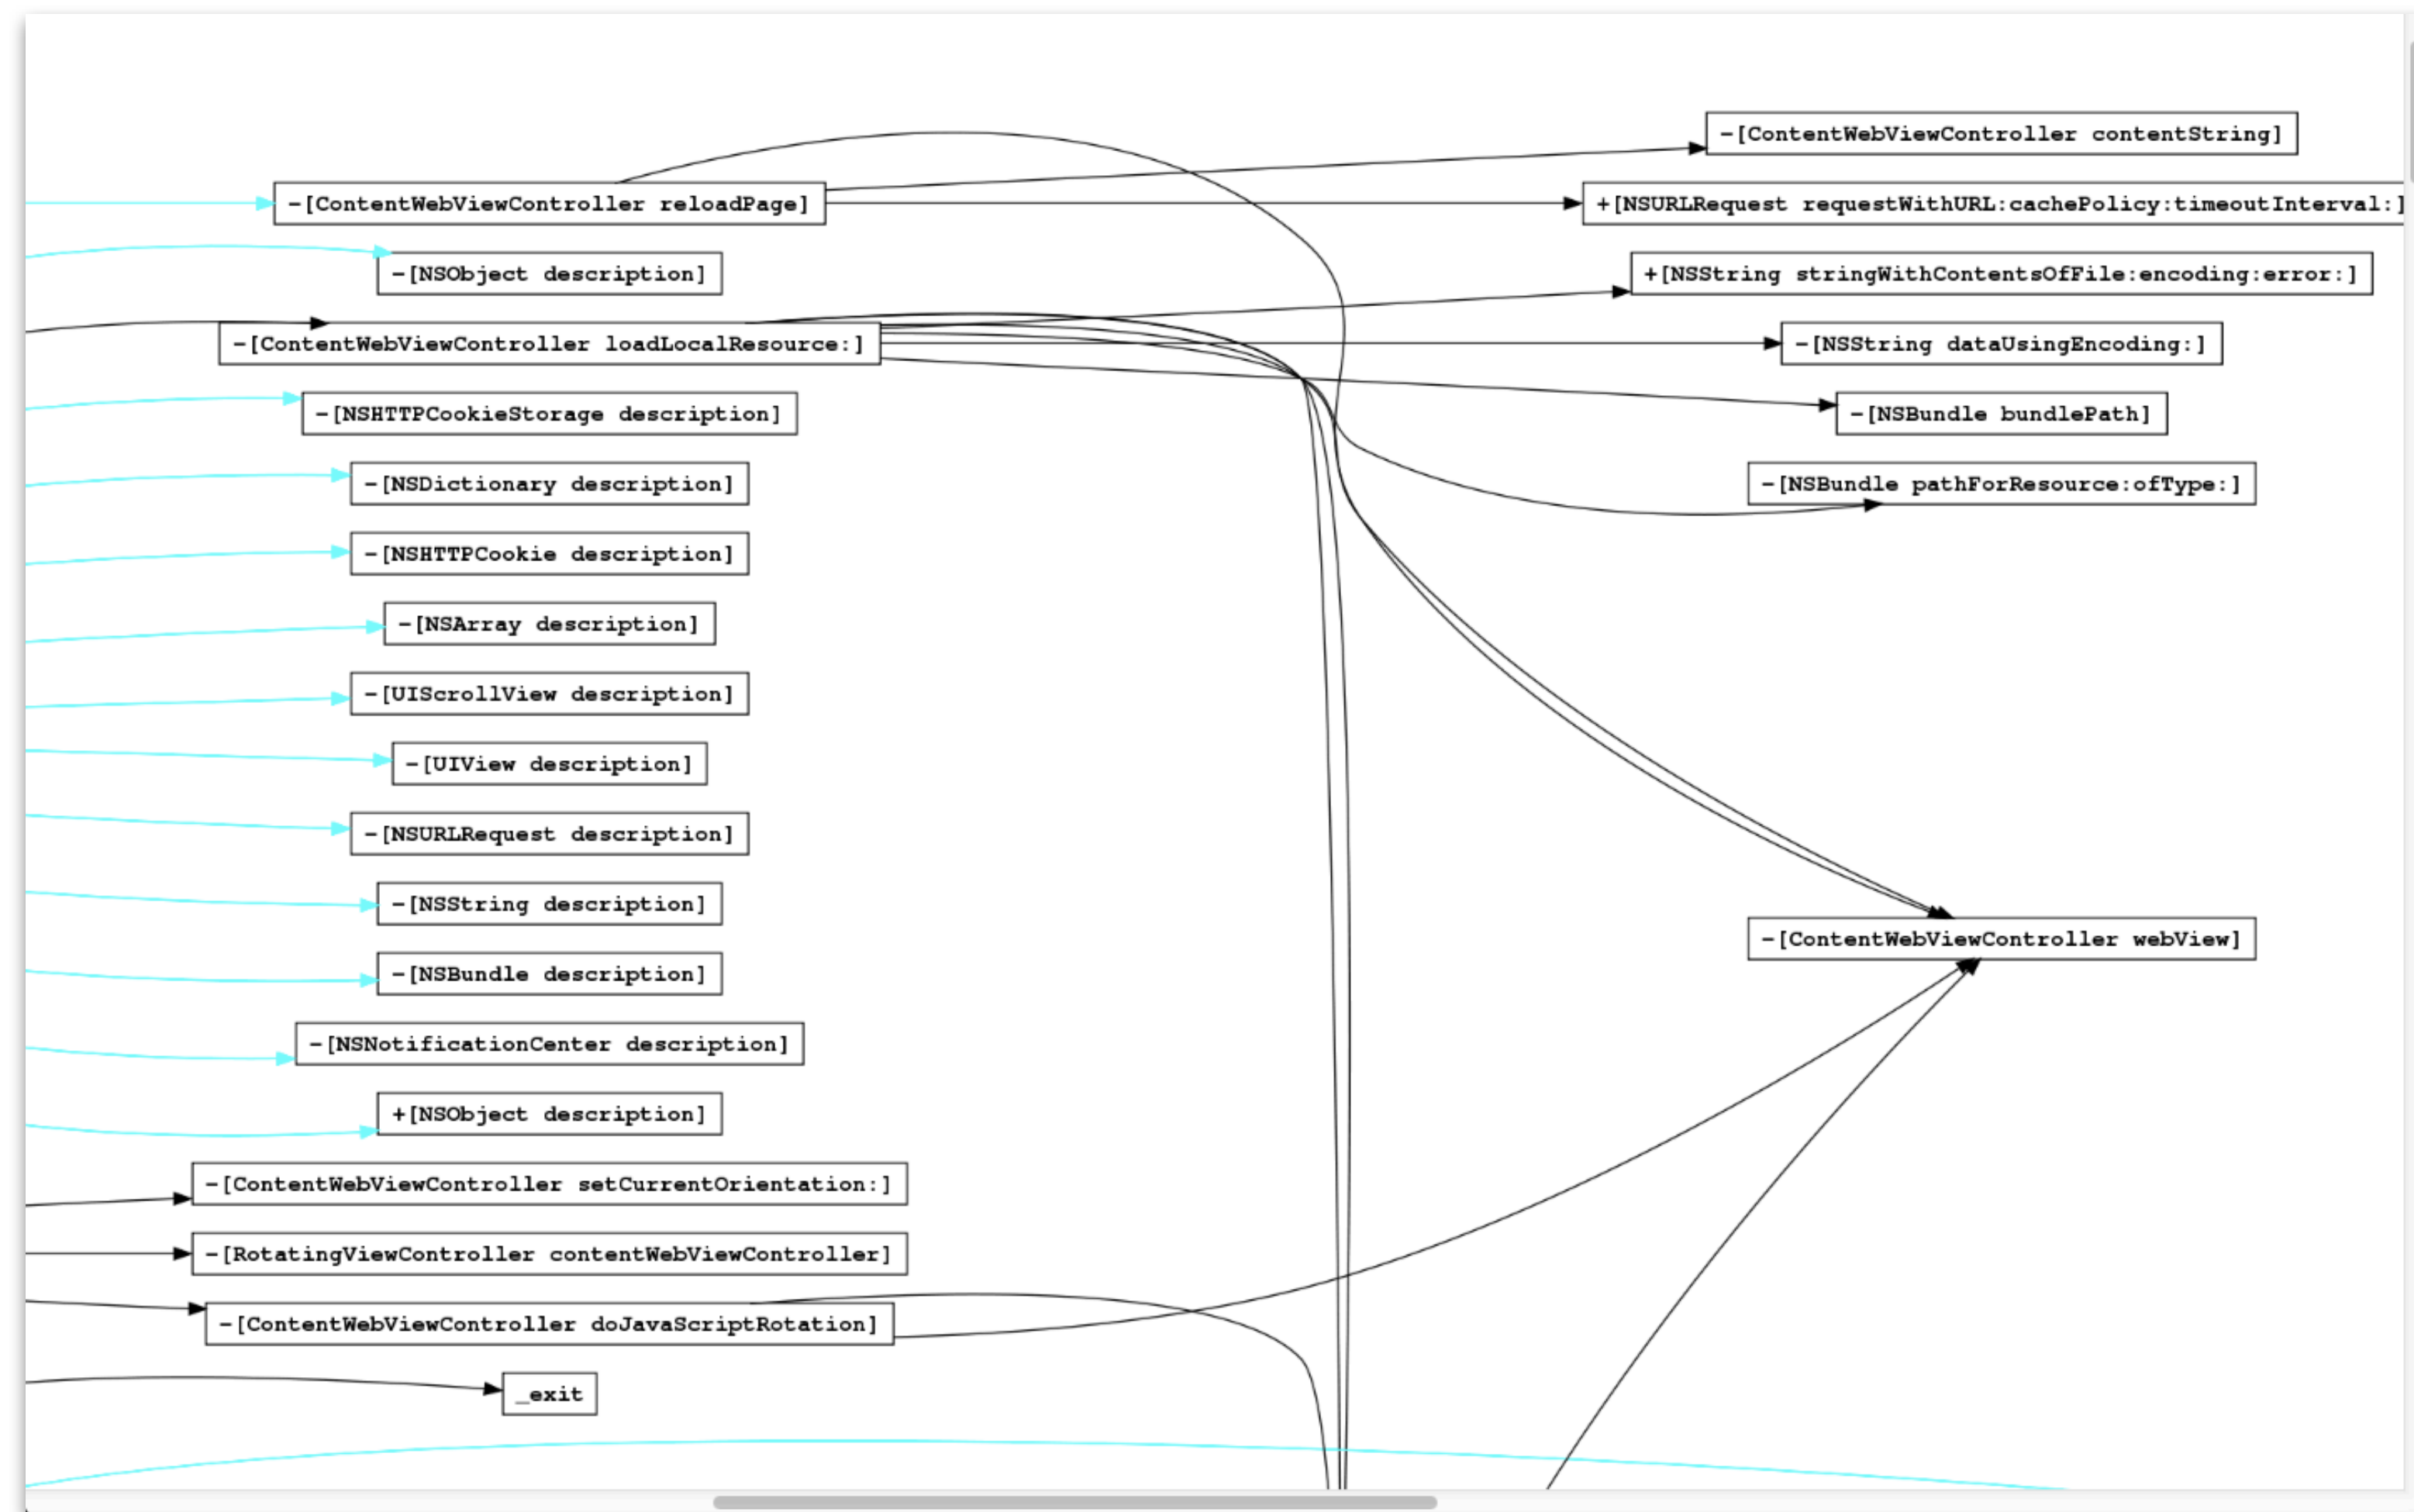 -[ContentWebViewController contentString]
-[ContentWebViewController reloadPage]
+[NSURLRequest requestWithURL:cachePolicy:timeoutInterval:]
-[NSObject description]
+[NSString stringWithContentsOfFile:encoding:error:]
-[ContentWebViewController loadLocalResource:]
-[NSString dataUsingEncoding:]
-[NSHTTPCookieStorage description]
-[NSBundle bundlePath]
-[NSDictionary description]
-[NSBundle pathForResource:ofType:]
-[NSHTTPCookie description]
-[NSArray description]
-[UIScrollView description]
-[UIView description]
-[NSURLRequest description]
-[NSString description]
-[ContentWebViewController webView]
-[NSBundle description]
-[NSNotificationCenter description]
+[NSObject description]
-[ContentWebViewController setCurrentOrientation:]
-[RotatingViewController contentWebViewController]
-[ContentWebViewController doJavaScriptRotation]
_exit